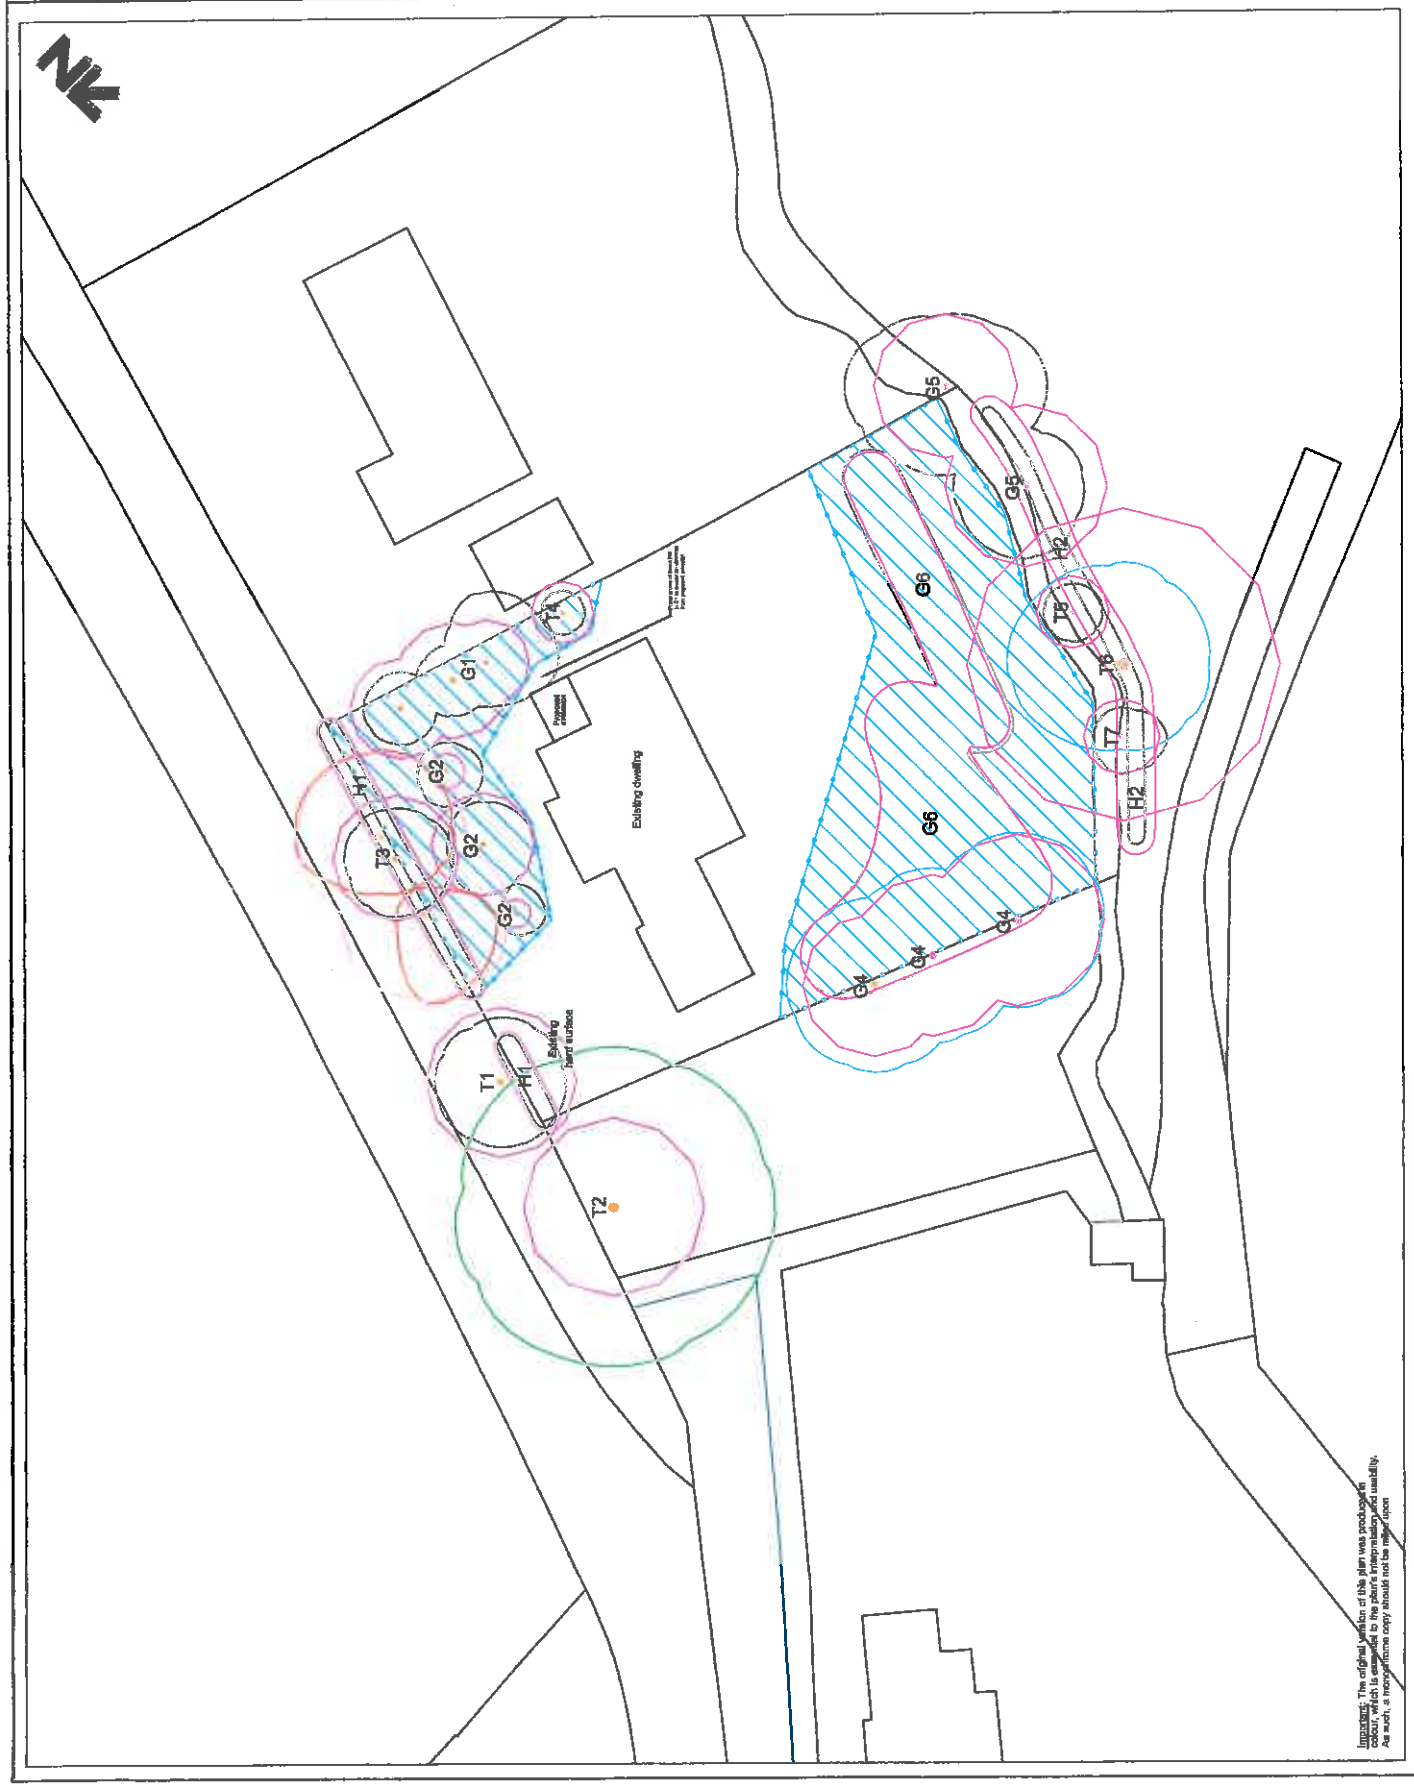 N
H1
T3
G2
G2
G2
G1
T4
T1
H1
Existing
hard surface
T2
Existing dwelling
Proposed
G5
G5
H2
T5
T6
T7
H2
G6
G6
G4
G4
G4
Important: The original version of this plan was produced in
colour, which is essential to the plan's interpretation and usability.
As such, a monochrome copy should not be relied upon